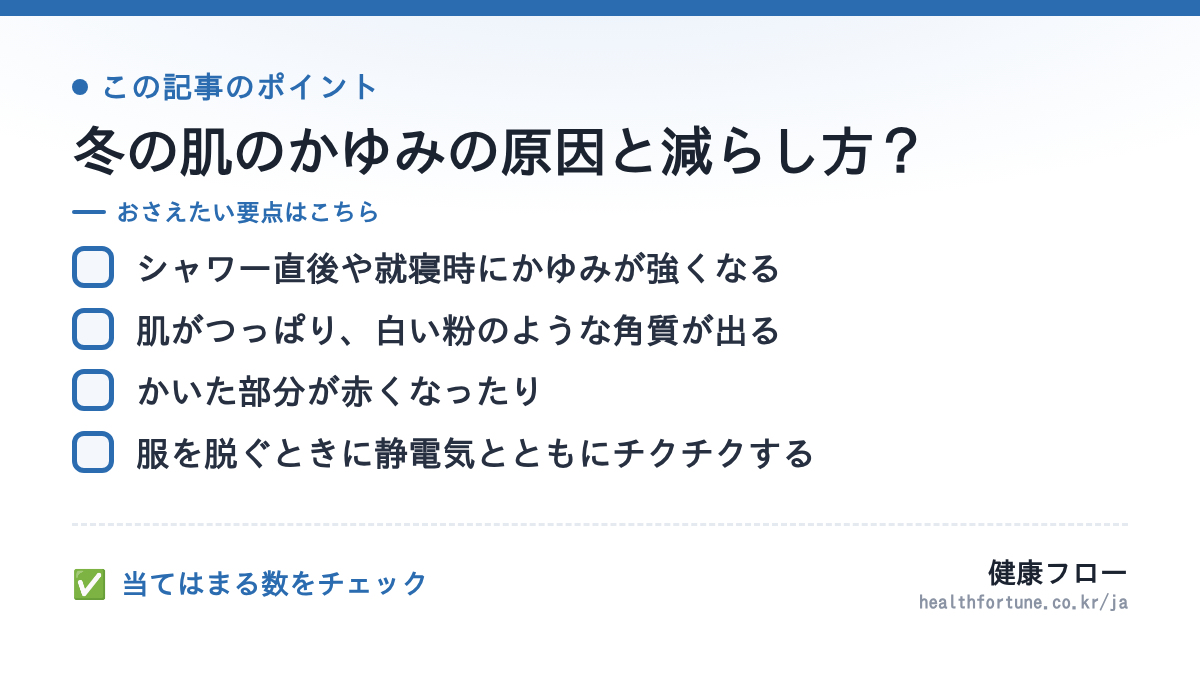 この記事のポイント
冬の肌のかゆみの原因と減らし方？
おさえたい要点はこちら
シャワー直後や就寝時にかゆみが強くなる
肌がつっぱり、白い粉のような角質が出る
かいた部分が赤くなったり
服を脱ぐときに静電気とともにチクチクする
当てはまる数をチェック
健康フロー
healthfortune.co.kr/ja